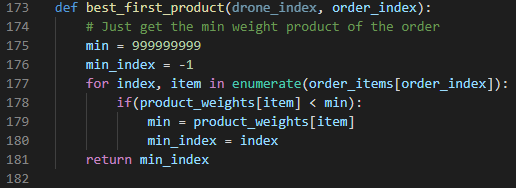 173 def best_first_product(drone_index, order_index):
174     # Just get the min weight product of the order
175     min = 999999999
176     min_index = -1
177     for index, item in enumerate(order_items[order_index]):
178         if(product_weights[item] < min):
179             min = product_weights[item]
180             min_index = index
181     return min_index
182